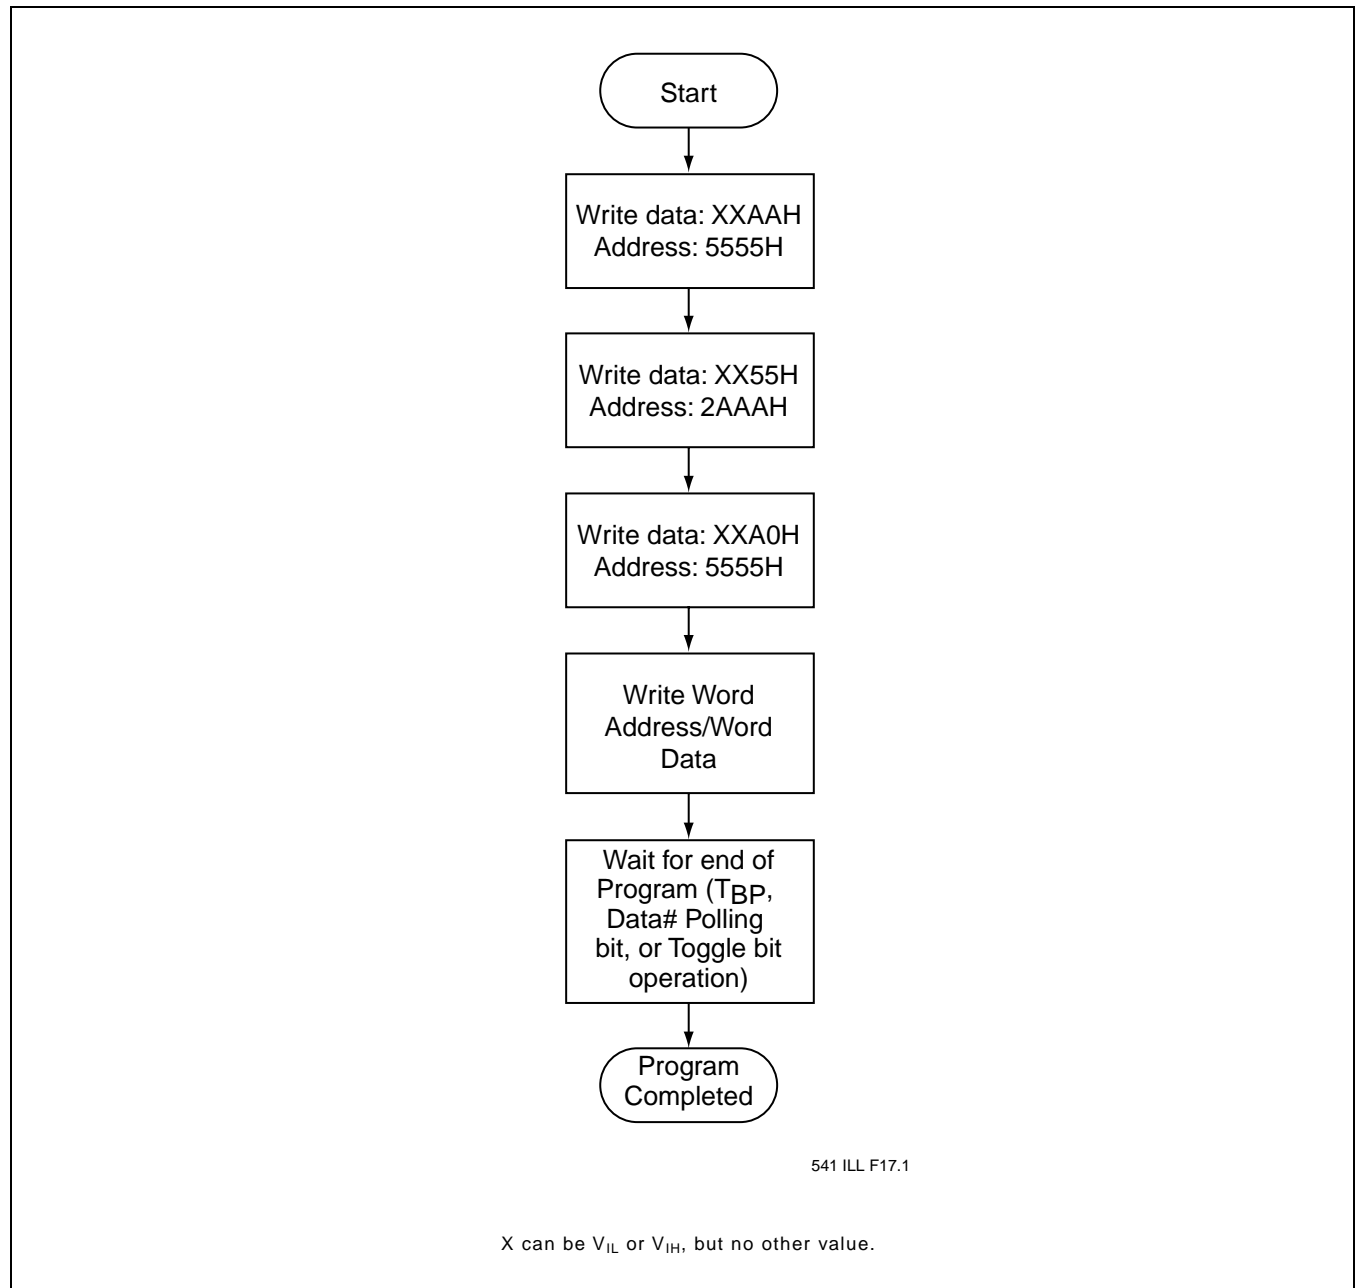 Start
Write data: XXAAH
Address: 5555H
Write data: XX55H
Address: 2AAAH
Write data: XXA0H
Address: 5555H
Write Word
Address/Word
Data
Wait for end of
Program (TBP,
Data# Polling
bit, or Toggle bit
operation)
Program
Completed
541 ILL F17.1
X can be VIL or VIH, but no other value.